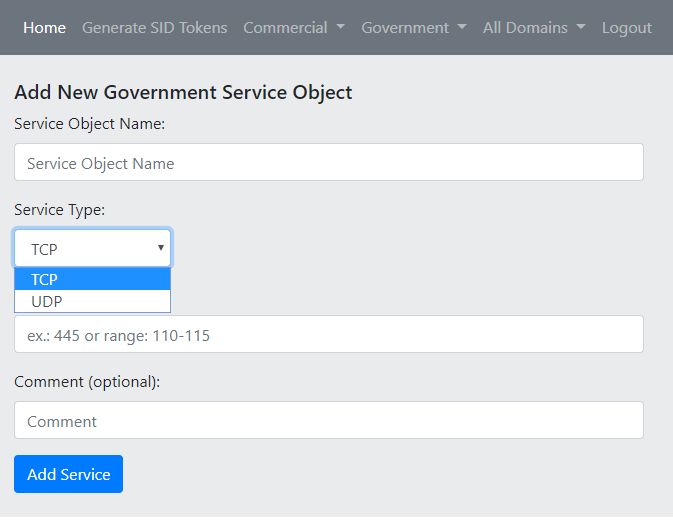 Home Generate SID Tokens Commercial Government All Domains Logout
Add New Government Service Object
Service Object Name:
Service Object Name
Service Type:
TCP
TCP
UDP
ex.: 445 or range: 110-115
Comment (optional):
Comment
Add Service